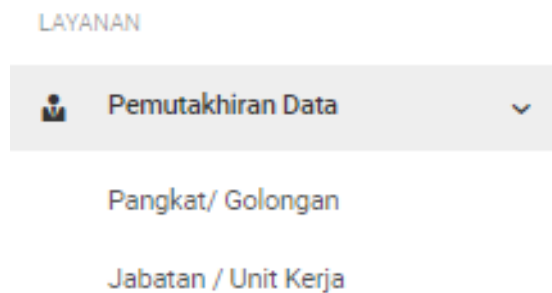 LAYANAN
Pemutakhiran Data
Pangkat/ Golongan
Jabatan / Unit Kerja